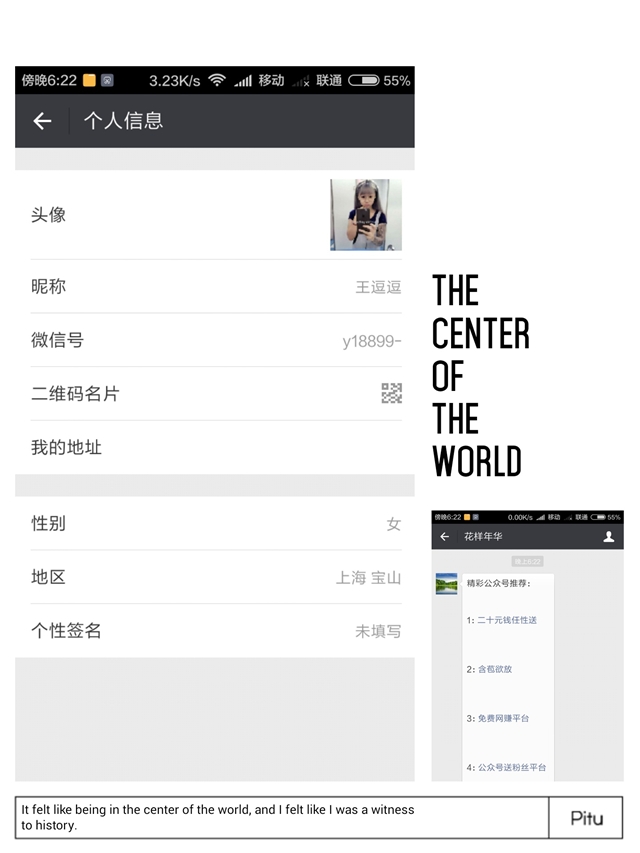 傍晚6:22 3.23K/s 移动 联通 55%
个人信息
头像
昵称 王逗逗
微信号 y18899-
二维码名片
我的地址
性别 女
地区 上海 宝山
个性签名 未填写
THE
CENTER
OF
THE
WORLD
傍晚6:22 0.00K/s 移动 联通 55%
花样年华
晚上6:22
精彩公众号推荐:
1: 二十元钱任性送
2: 含苞欲放
3: 免费网赚平台
4: 公众号送粉丝平台
It felt like being in the center of the world, and I felt like I was a witness
to history.
Pitu